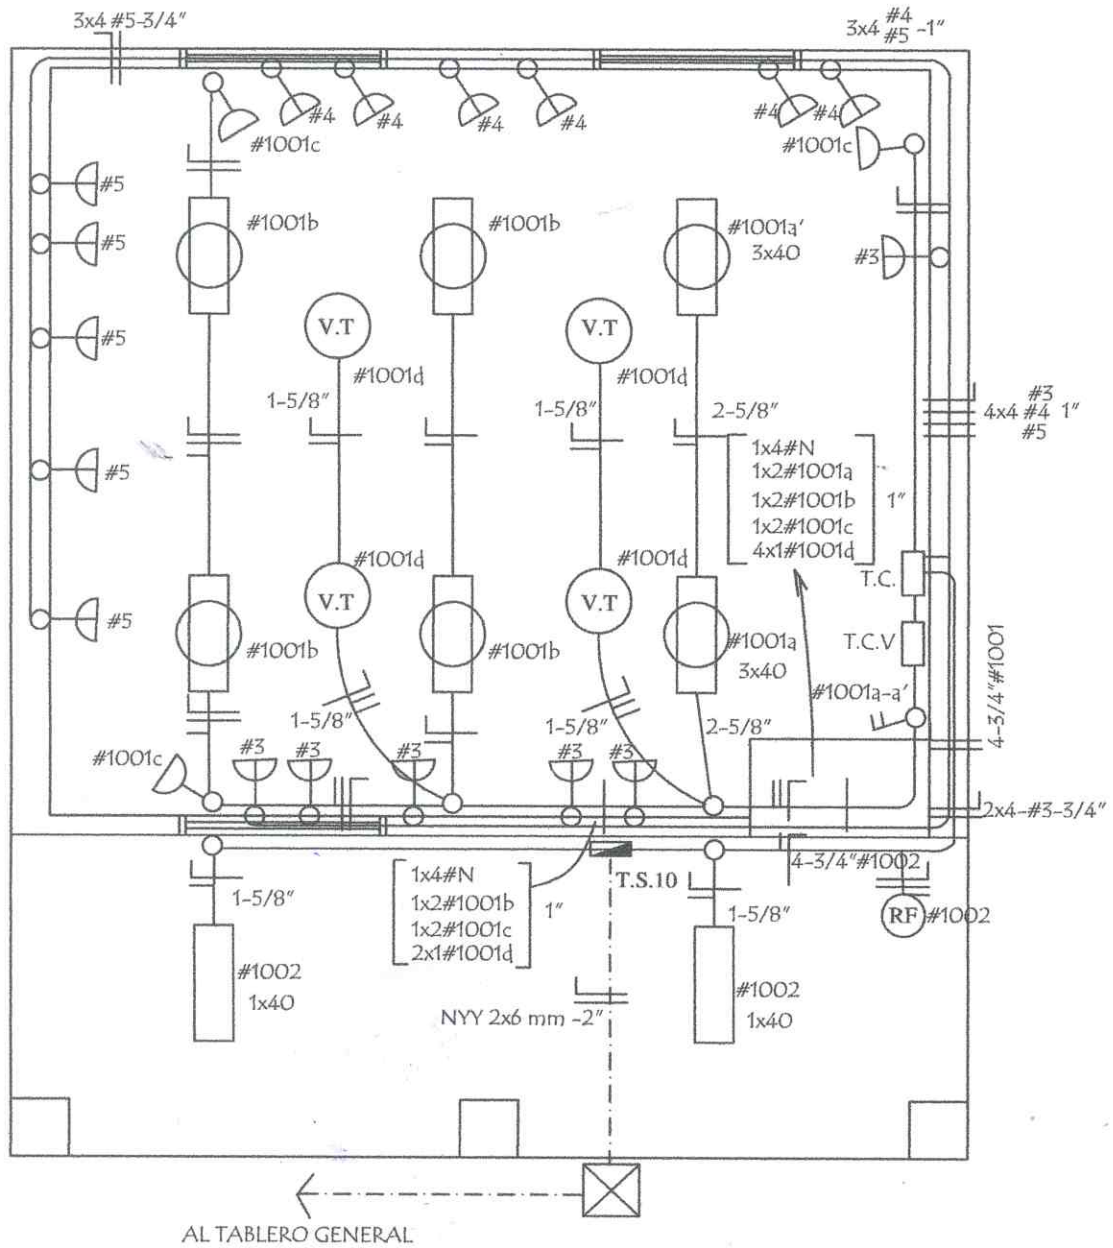 3x4 #5-3/4"
#4
3x4 #5 -1"
#4
#4
#4
#4
#4
#4
#1001c
#1001c
#5
#1001b
#1001b
#1001a'
3x40
#5
#3
#5
V.T
V.T
#1001d
#1001d
1-5/8"
1-5/8"
2-5/8"
#3
4x4 #4 1"
#5
1x4#N
1x2#1001a
1x2#1001b
1x2#1001c
4x1#1001d
1"
#5
#1001d
#1001d
T.C.
V.T
V.T
#5
#1001b
#1001b
#1001a
3x40
T.C.V
4-3/4"#1001
#1001a-a'
1-5/8"
1-5/8"
2-5/8"
#1001c
#3
#3
#3
#3
#3
2x4-#3-3/4"
4-3/4"#1002
1-5/8"
1x4#N
1x2#1001b
1x2#1001c
2x1#1001d
1"
T.S.10
1-5/8"
RF
#1002
#1002
1x40
#1002
1x40
NYY 2x6 mm -2"
AL TABLERO GENERAL